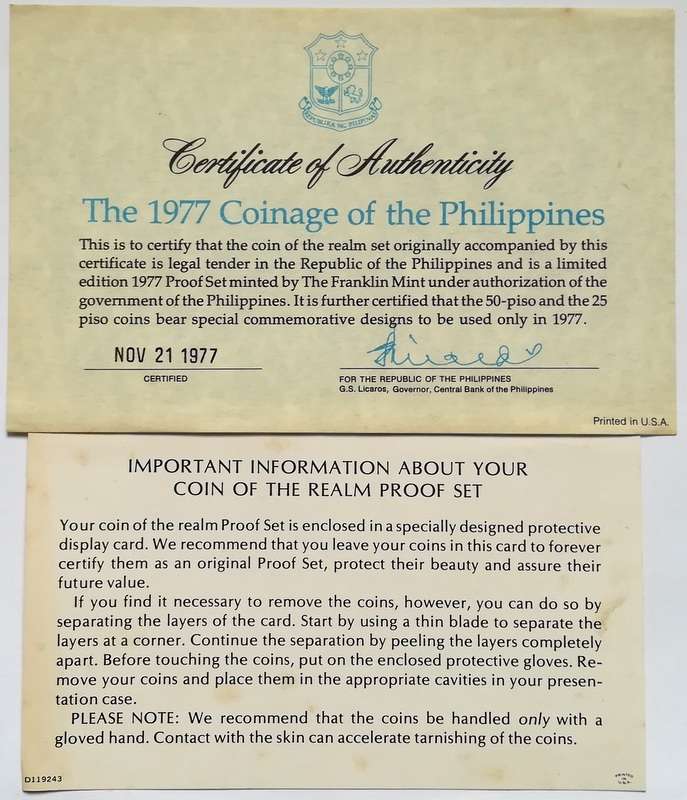 REPUBLIKA NG PILIPINAS
Certificate of Authenticity
The 1977 Coinage of the Philippines
This is to certify that the coin of the realm set originally accompanied by this
certificate is legal tender in the Republic of the Philippines and is a limited
edition 1977 Proof Set minted by The Franklin Mint under authorization of the
government of the Philippines. It is further certified that the 50-piso and the 25
piso coins bear special commemorative designs to be used only in 1977.
NOV 21 1977
CERTIFIED
FOR THE REPUBLIC OF THE PHILIPPINES
G.S. Licaros, Governor, Central Bank of the Philippines
Printed in U.S.A.
IMPORTANT INFORMATION ABOUT YOUR
COIN OF THE REALM PROOF SET
Your coin of the realm Proof Set is enclosed in a specially designed protective
display card. We recommend that you leave your coins in this card to forever
certify them as an original Proof Set, protect their beauty and assure their
future value.
If you find it necessary to remove the coins, however, you can do so by
separating the layers of the card. Start by using a thin blade to separate the
layers at a corner. Continue the separation by peeling the layers completely
apart. Before touching the coins, put on the enclosed protective gloves. Re-
move your coins and place them in the appropriate cavities in your presen-
tation case.
PLEASE NOTE: We recommend that the coins be handled only with a
gloved hand. Contact with the skin can accelerate tarnishing of the coins.
D119243
PRINTED
IN
U.S.A.